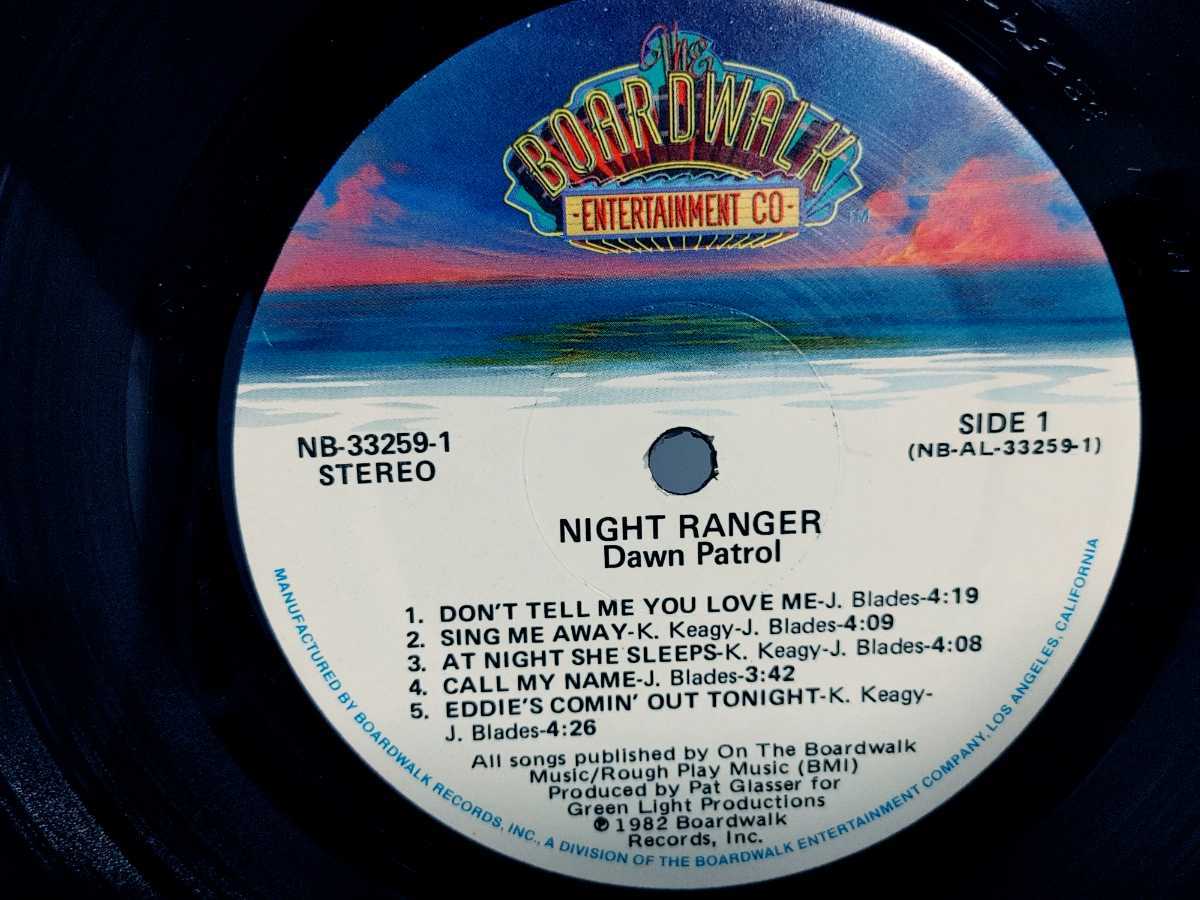 The
BOARDWALK
-ENTERTAINMENT CO-
TM
NB-33259-1
STEREO
SIDE 1
(NB-AL-33259-1)
NIGHT RANGER
Dawn Patrol
1. DON'T TELL ME YOU LOVE ME-J. Blades-4:19
2. SING ME AWAY-K. Keagy-J. Blades-4:09
3. AT NIGHT SHE SLEEPS-K. Keagy-J. Blades-4:08
4. CALL MY NAME-J. Blades-3:42
5. EDDIE'S COMIN' OUT TONIGHT-K. Keagy-
J. Blades-4:26
All songs published by On The Boardwalk
Music/Rough Play Music (BMI)
Produced by Pat Glasser for
Green Light Productions
℗ 1982 Boardwalk
Records, Inc.
MANUFACTURED BY BOARDWALK RECORDS, INC., A DIVISION OF THE BOARDWALK ENTERTAINMENT COMPANY, LOS ANGELES, CALIFORNIA